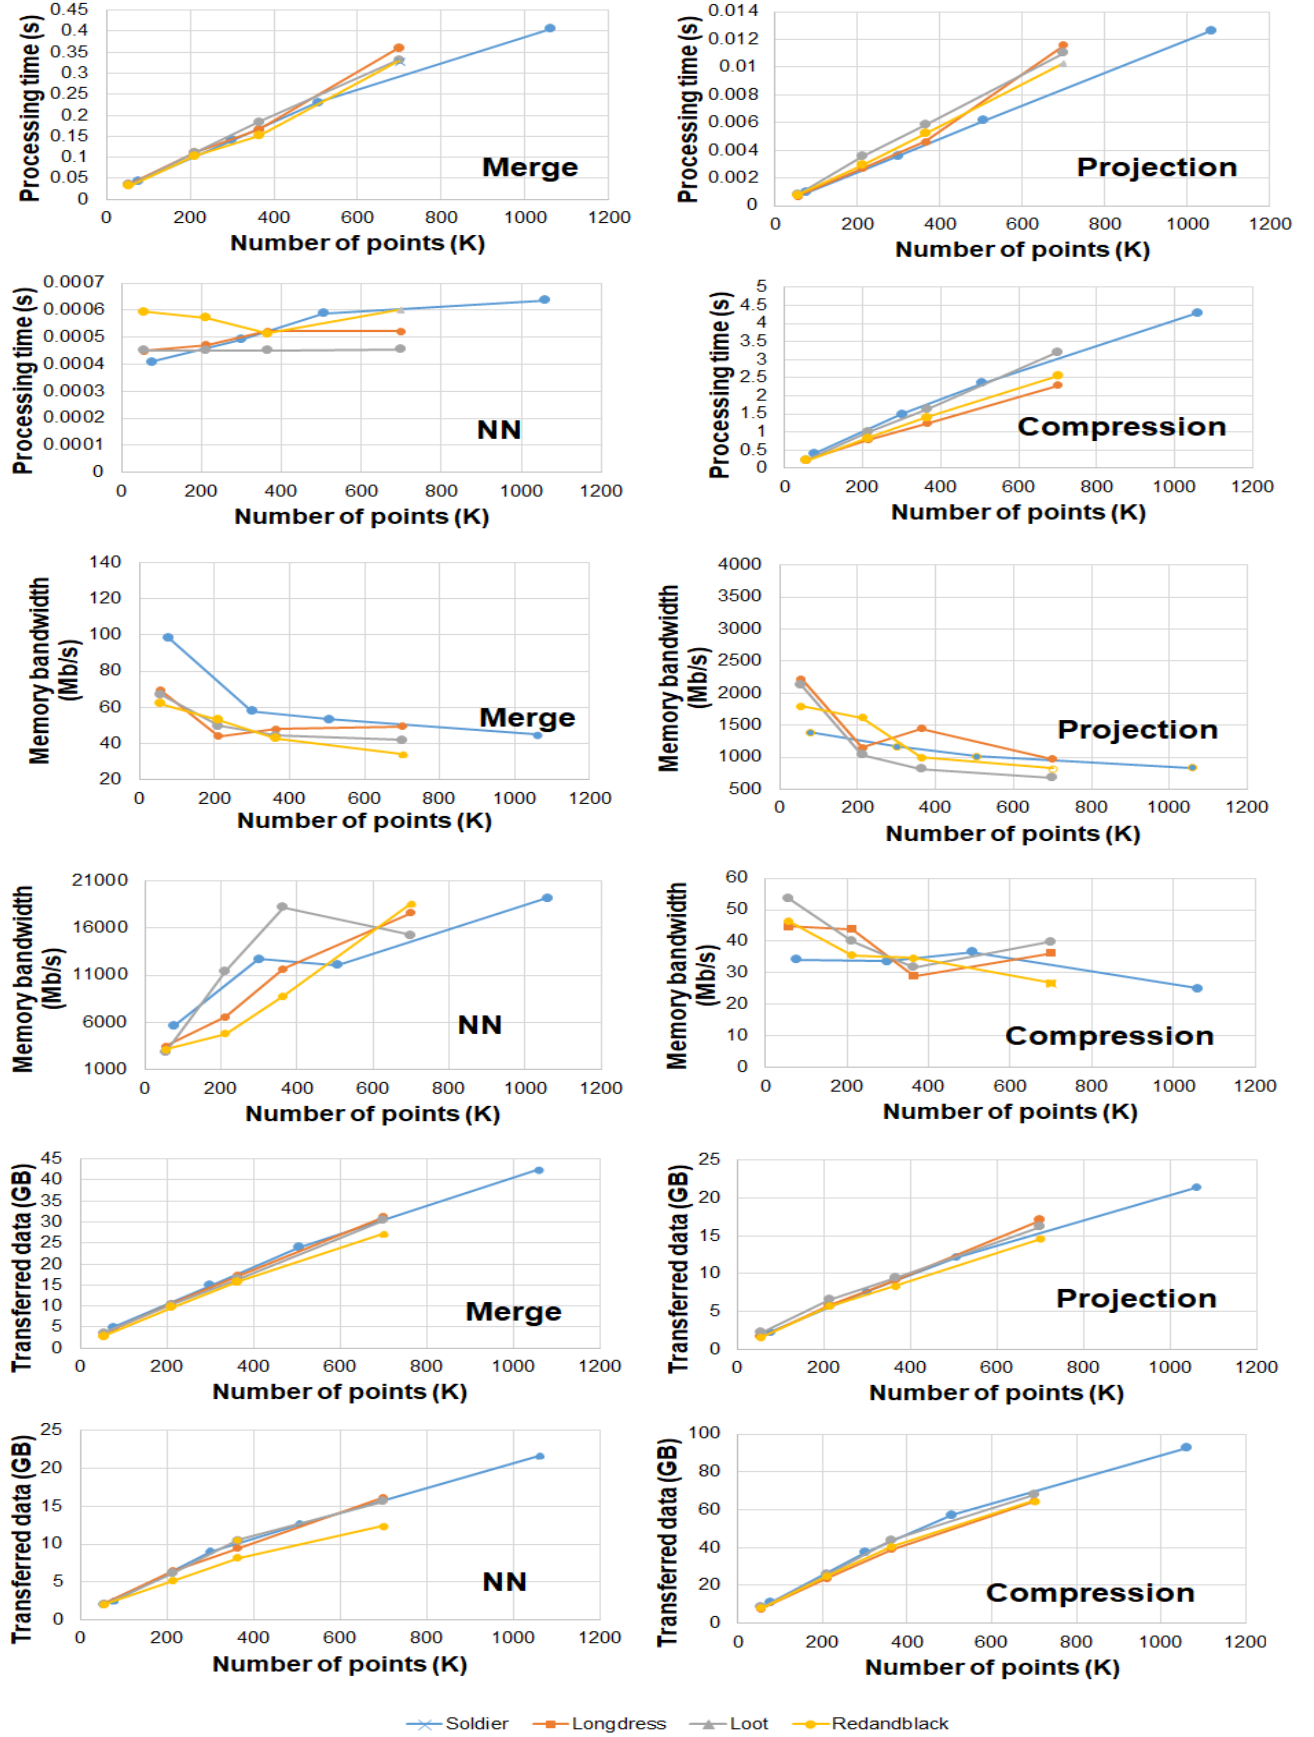 0.45
0.4
0.35
0.3
0.25
0.2
0.15
0.1
0.05
0
Processing time (s)
Merge
0 200 400 600 800 1000 1200
Number of points (K)
0.014
0.012
0.01
0.008
0.006
0.004
0.002
0
Processing time (s)
Projection
0 200 400 600 800 1000 1200
Number of points (K)
0.0007
0.0006
0.0005
0.0004
0.0003
0.0002
0.0001
0
Processing time (s)
NN
0 200 400 600 800 1000 1200
Number of points (K)
5
4.5
4
3.5
3
2.5
2
1.5
1
0.5
0
Processing time (s)
Compression
0 200 400 600 800 1000 1200
Number of points (K)
140
120
100
80
60
40
20
Memory bandwidth
(Mb/s)
Merge
0 200 400 600 800 1000 1200
Number of points (K)
4000
3500
3000
2500
2000
1500
1000
500
Memory bandwidth
(Mb/s)
Projection
0 200 400 600 800 1000 1200
Number of points (K)
21000
16000
11000
6000
1000
Memory bandwidth
(Mb/s)
NN
0 200 400 600 800 1000 1200
Number of points (K)
60
50
40
30
20
10
0
Memory bandwidth
(Mb/s)
Compression
0 200 400 600 800 1000 1200
Number of points (K)
45
40
35
30
25
20
15
10
5
0
Transferred data (GB)
Merge
0 200 400 600 800 1000 1200
Number of points (K)
25
20
15
10
5
0
Transferred data (GB)
Projection
0 200 400 600 800 1000 1200
Number of points (K)
25
20
15
10
5
0
Transferred data (GB)
NN
0 200 400 600 800 1000 1200
Number of points (K)
100
80
60
40
20
0
Transferred data (GB)
Compression
0 200 400 600 800 1000 1200
Number of points (K)
Soldier Longdress Loot Redandblack